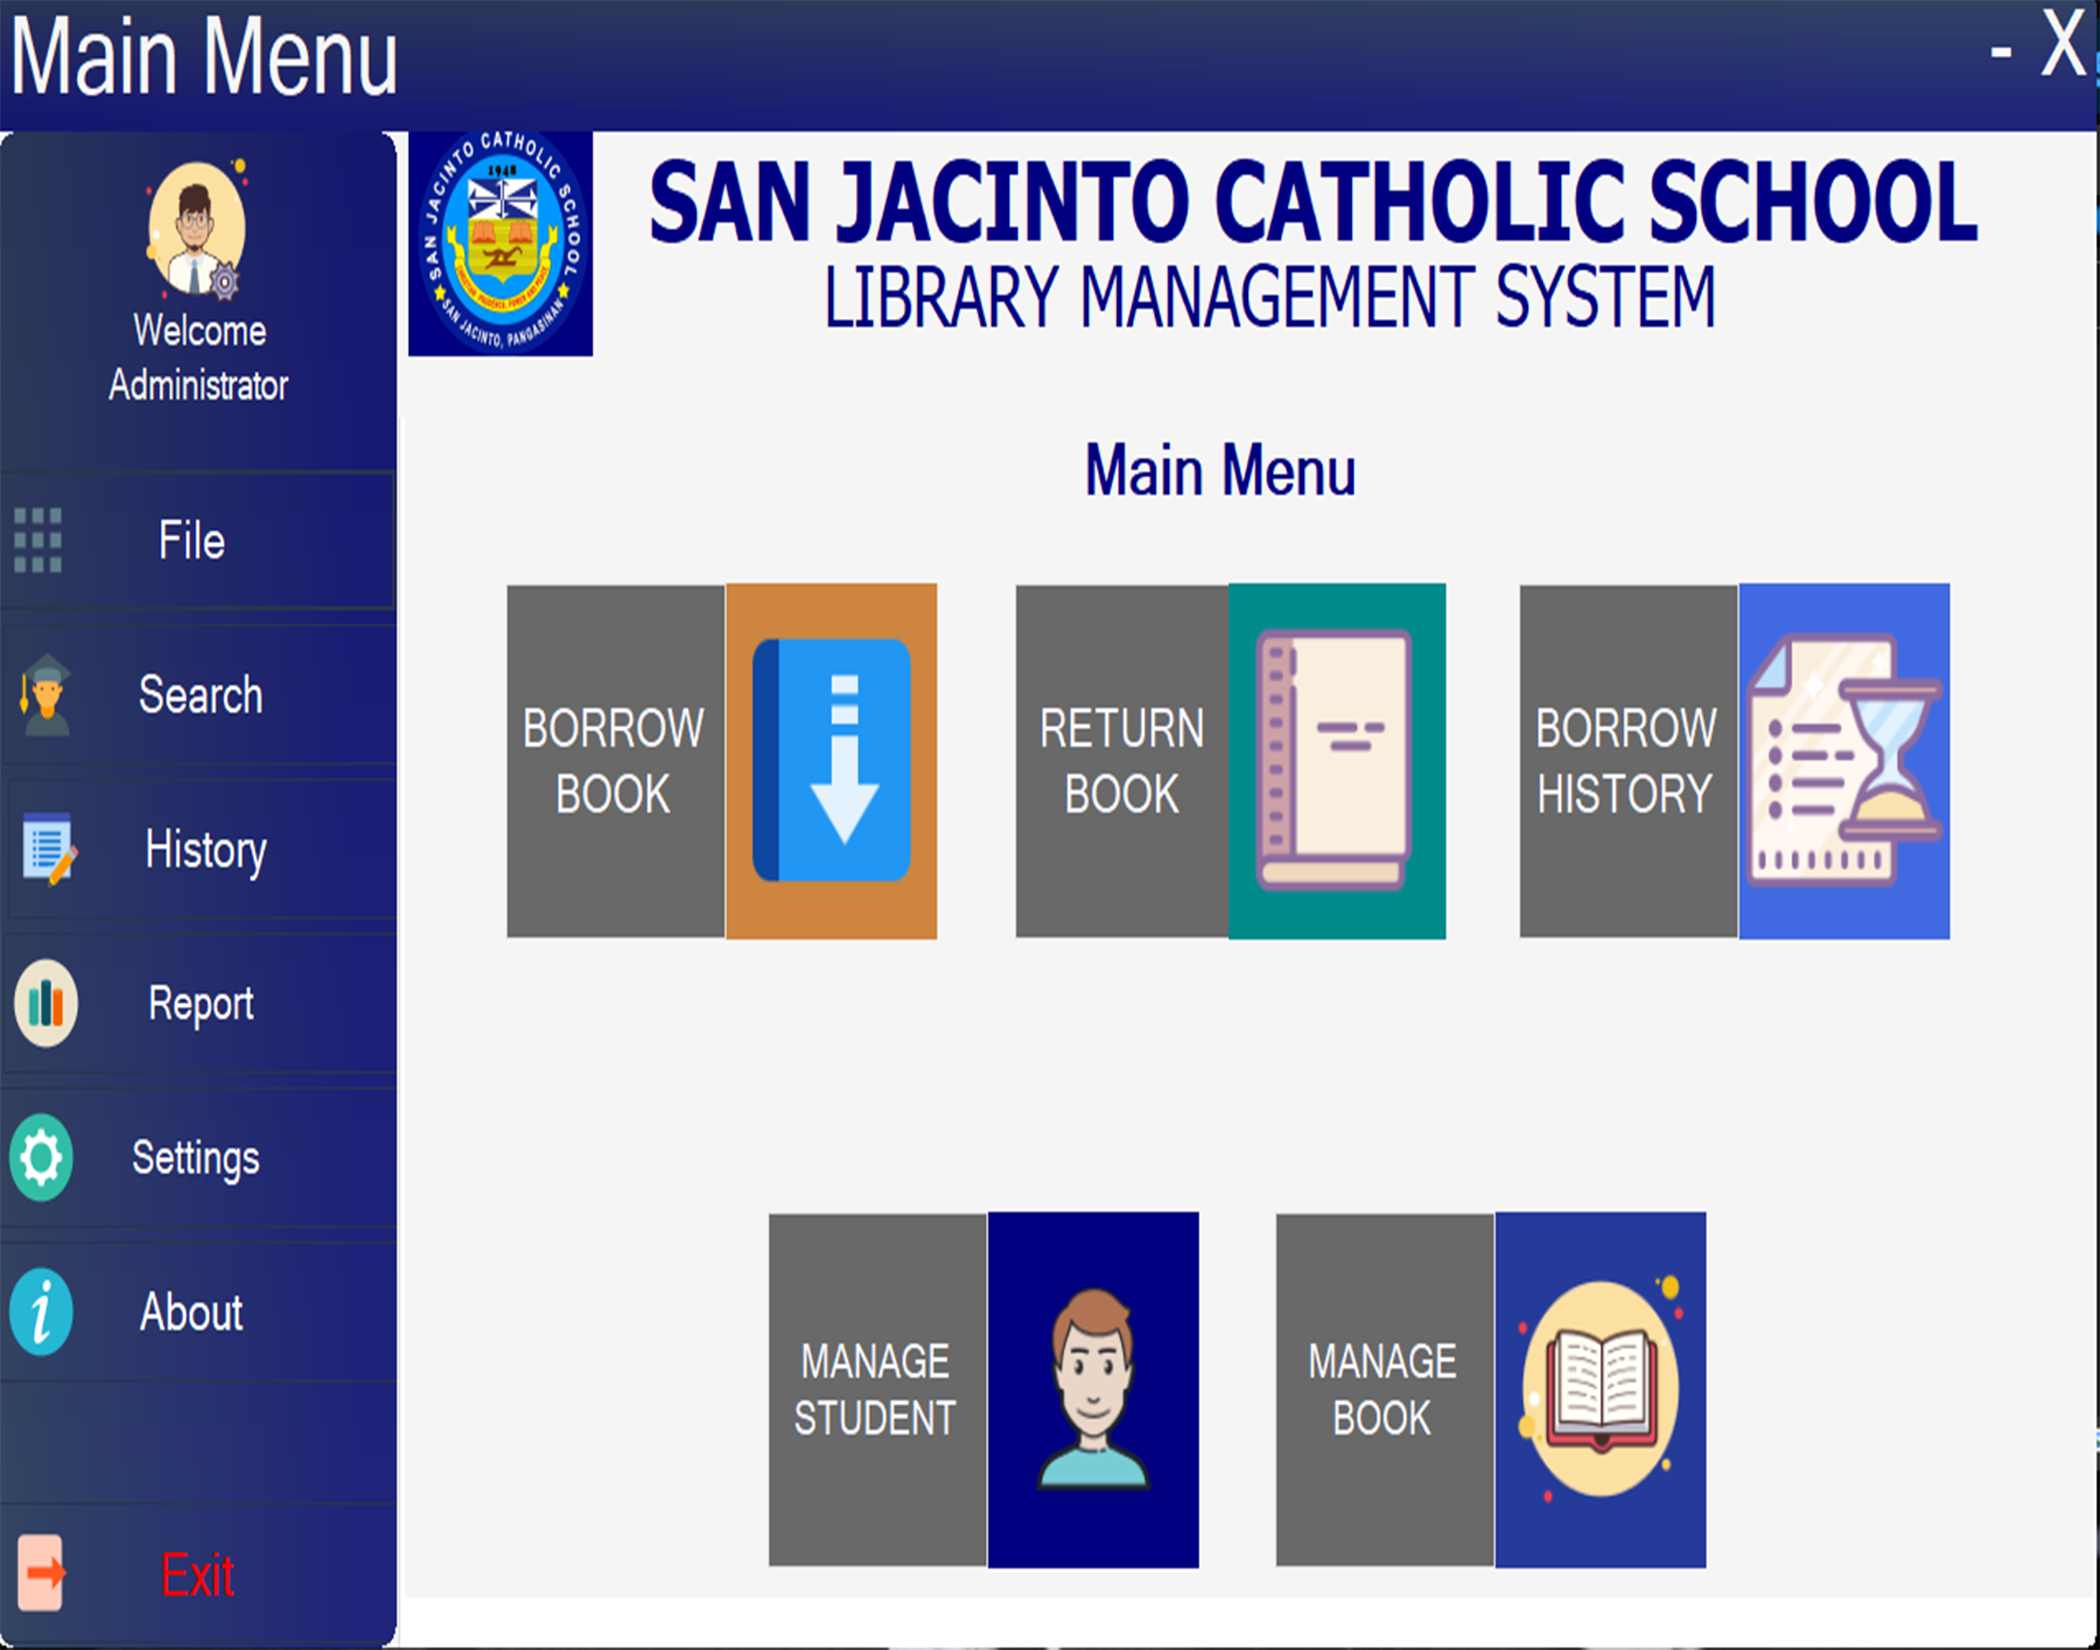 Main Menu
- X
SAN JACINTO CATHOLIC SCHOOL
1948
SAN JACINTO, PANGASINAN
SAN JACINTO CATHOLIC SCHOOL
LIBRARY MANAGEMENT SYSTEM
Welcome
Administrator
File
Search
History
Report
Settings
About
Exit
Main Menu
BORROW
BOOK
RETURN
BOOK
BORROW
HISTORY
MANAGE
STUDENT
MANAGE
BOOK